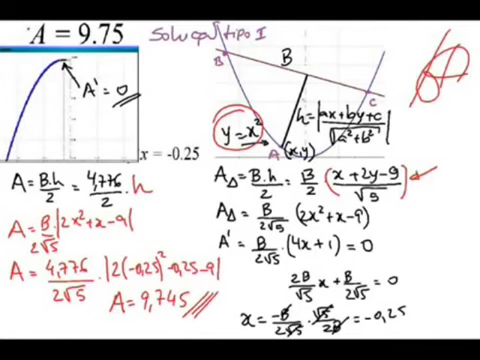 A = 9.75
Solução tipo I
A' = 0
B
B
C
h = |ax+by+c| / √a²+b²
y = x²
A (x,y)
x = -0.25
A = B.h/2 = 4,776/2 . h
A = B/2√5 |2x²+x-9|
A = 4,776/2√5 . |2(-0,25)²-0,25-9|
A = 9,745
A△ = B.h/2 = B/2 (x+2y-9/√5)
A△ = B/2√5 (2x²+x-9)
A' = B/2√5 . (4x+1) = 0
2B/√5 x + B/2√5 = 0
x = -B/2√5 . √5/2B = -0,25